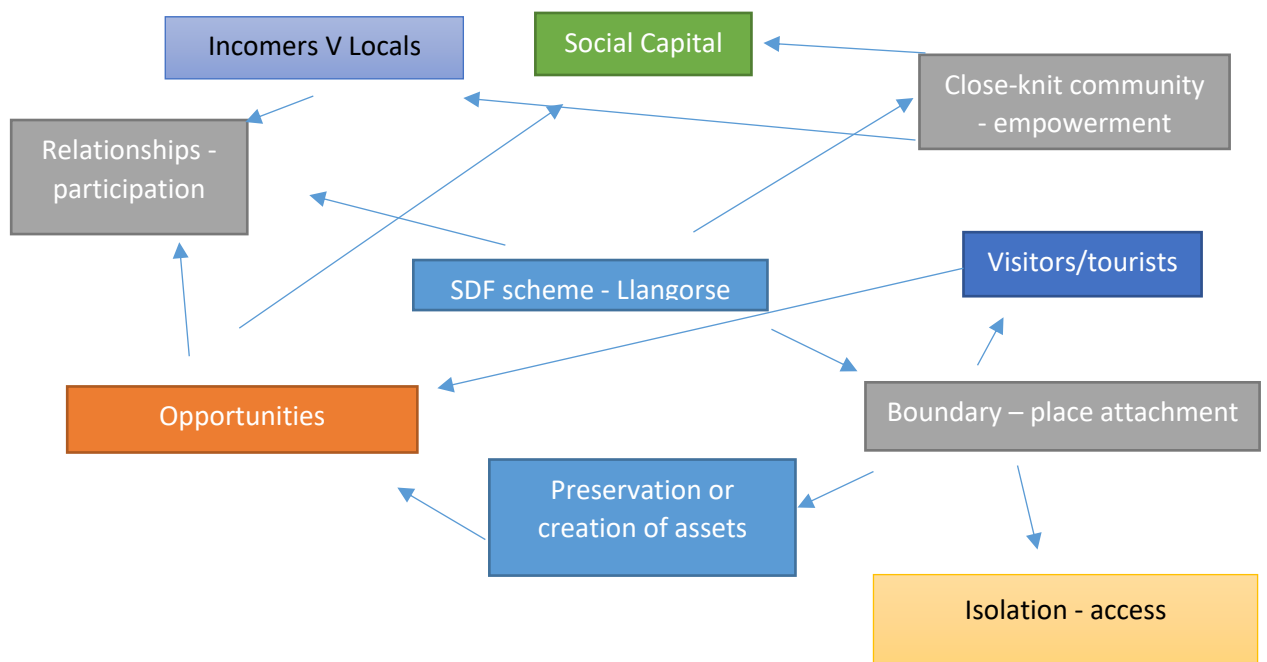 Incomers V Locals
Social Capital
Close-knit community
- empowerment
Relationships -
participation
Visitors/tourists
SDF scheme - Llangorse
Opportunities
Boundary – place attachment
Preservation or
creation of assets
Isolation - access